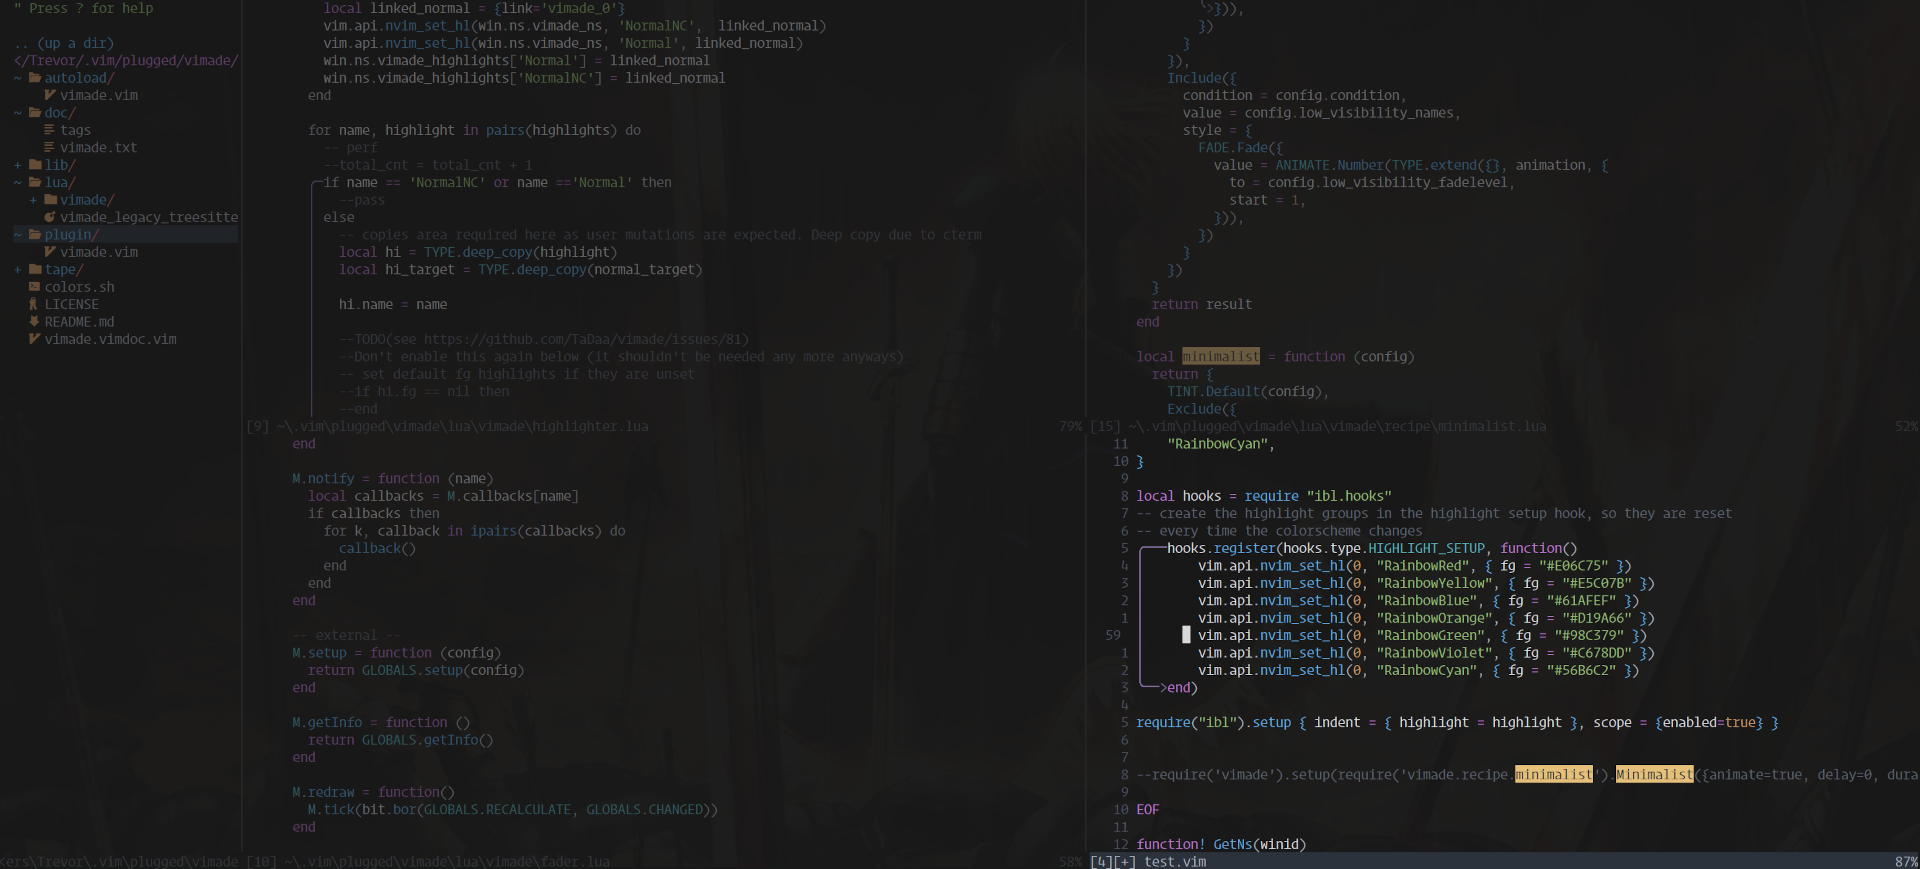 " Press ? for help
.. (up a dir)
</Trevor/.vim/plugged/vimade/
~ autoload/
vimade.vim
~ doc/
tags
vimade.txt
+ lib/
~ lua/
+ vimade/
vimade_legacy_treesitte
~ plugin/
vimade.vim
+ tape/
colors.sh
LICENSE
README.md
vimade.vimdoc.vim
<ers\Trevor\.vim\plugged\vimade
local linked_normal = {link='vimade_0'}
vim.api.nvim_set_hl(win.ns.vimade_ns, 'NormalNC',  linked_normal)
vim.api.nvim_set_hl(win.ns.vimade_ns, 'Normal', linked_normal)
win.ns.vimade_highlights['Normal'] = linked_normal
win.ns.vimade_highlights['NormalNC'] = linked_normal
end
for name, highlight in pairs(highlights) do
-- perf
--total_cnt = total_cnt + 1
if name == 'NormalNC' or name =='Normal' then
--pass
else
-- copies area required here as user mutations are expected. Deep copy due to cterm
local hi = TYPE.deep_copy(highlight)
local hi_target = TYPE.deep_copy(normal_target)
hi.name = name
--TODO(see https://github.com/TaDaa/vimade/issues/81)
--Don't enable this again below (it shouldn't be needed any more anyways)
-- set default fg highlights if they are unset
--if hi.fg == nil then
--end
[9] ~\.vim\plugged\vimade\lua\vimade\highlighter.lua 79%
end
M.notify = function (name)
local callbacks = M.callbacks[name]
if callbacks then
for k, callback in ipairs(callbacks) do
callback()
end
end
end
-- external --
M.setup = function (config)
return GLOBALS.setup(config)
end
M.getInfo = function ()
return GLOBALS.getInfo()
end
M.redraw = function()
M.tick(bit.bor(GLOBALS.RECALCULATE, GLOBALS.CHANGED))
end
[10] ~\.vim\plugged\vimade\lua\vimade\fader.lua 58%
>})),
})
}
}),
Include({
condition = config.condition,
value = config.low_visibility_names,
style = {
FADE.Fade({
value = ANIMATE.Number(TYPE.extend({}, animation, {
to = config.low_visibility_fadelevel,
start = 1,
})),
})
}
})
}
return result
end
local minimalist = function (config)
return {
TINT.Default(config),
Exclude({
[15] ~\.vim\plugged\vimade\lua\vimade\recipe\minimalist.lua 52%
11 "RainbowCyan",
10 }
9
8 local hooks = require "ibl.hooks"
7 -- create the highlight groups in the highlight setup hook, so they are reset
6 -- every time the colorscheme changes
5 hooks.register(hooks.type.HIGHLIGHT_SETUP, function()
4 vim.api.nvim_set_hl(0, "RainbowRed", { fg = "#E06C75" })
3 vim.api.nvim_set_hl(0, "RainbowYellow", { fg = "#E5C07B" })
2 vim.api.nvim_set_hl(0, "RainbowBlue", { fg = "#61AFEF" })
1 vim.api.nvim_set_hl(0, "RainbowOrange", { fg = "#D19A66" })
59 vim.api.nvim_set_hl(0, "RainbowGreen", { fg = "#98C379" })
1 vim.api.nvim_set_hl(0, "RainbowViolet", { fg = "#C678DD" })
2 vim.api.nvim_set_hl(0, "RainbowCyan", { fg = "#56B6C2" })
3 >end)
4
5 require("ibl").setup { indent = { highlight = highlight }, scope = {enabled=true} }
6
7
8 --require('vimade').setup(require('vimade.recipe.minimalist').Minimalist({animate=true, delay=0, dura
9
10 EOF
11
12 function! GetNs(winid)
[4][+] test.vim 87%